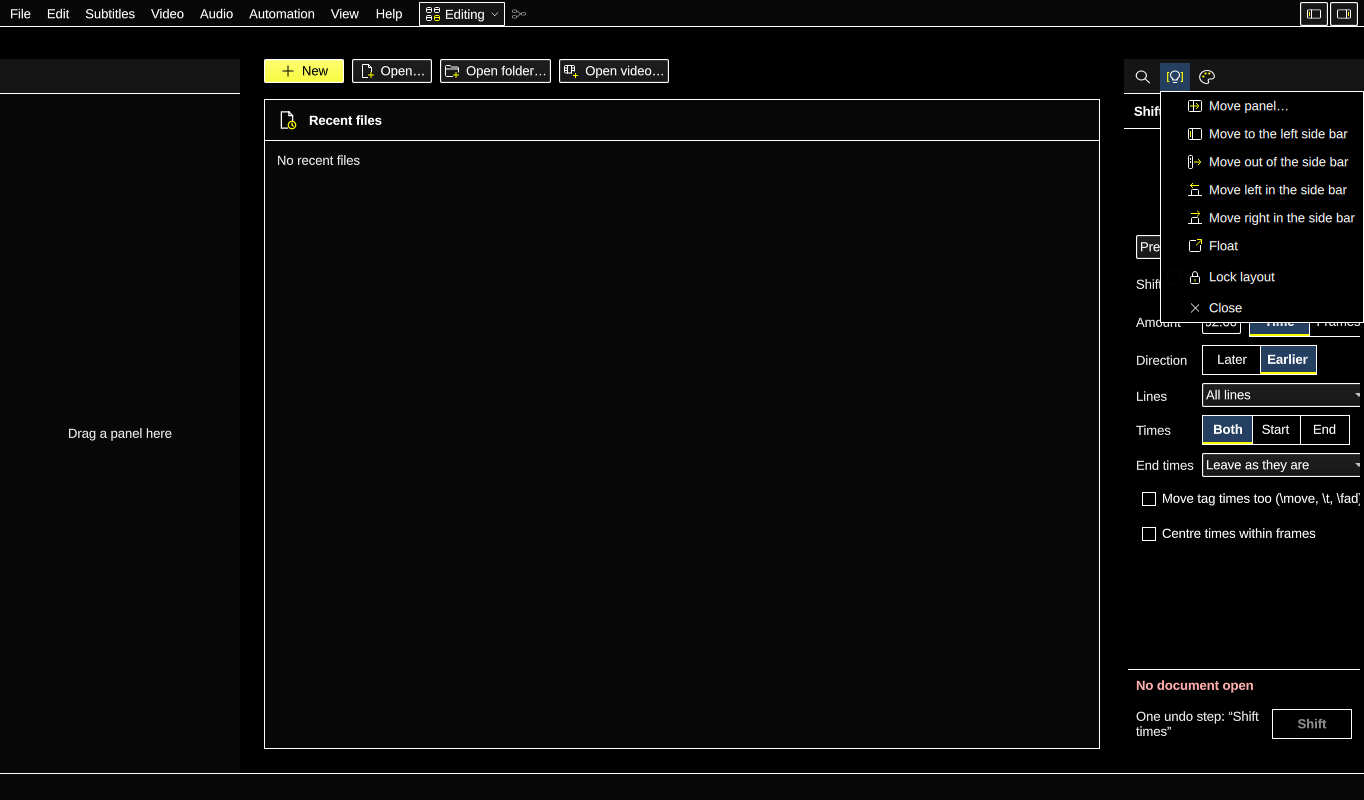 File Edit Subtitles Video Audio Automation View Help Editing
New Open… Open folder… Open video…
Recent files
No recent files
Drag a panel here
Move panel…
Move to the left side bar
Move out of the side bar
Move left in the side bar
Move right in the side bar
Float
Lock layout
Close
Amount Time Frames
Direction Later Earlier
Lines All lines
Times Both Start End
End times Leave as they are
Move tag times too (\move, \t, \fad)
Centre times within frames
No document open
One undo step: “Shift
times”
Shift